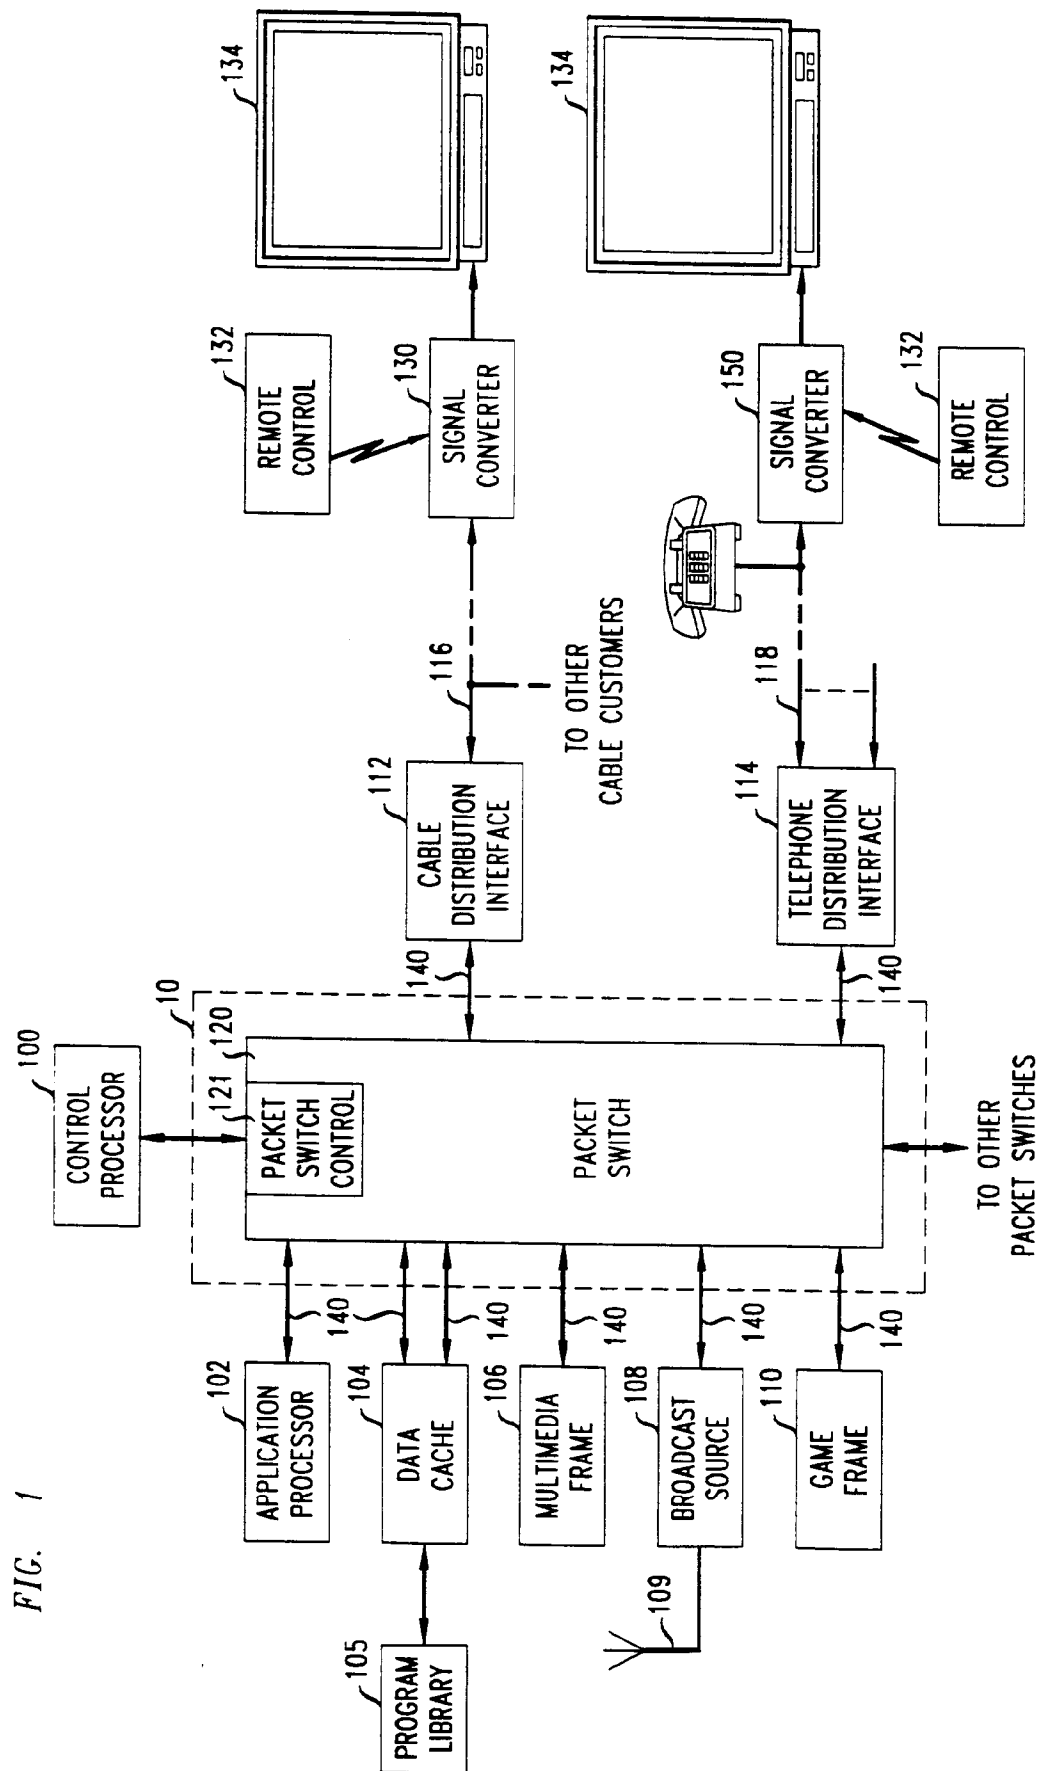 FIG. 1
100
CONTROL
PROCESSOR
10
120
121
PACKET
SWITCH
CONTROL
PACKET
SWITCH
102
APPLICATION
PROCESSOR
140
105
PROGRAM
LIBRARY
104
DATA
CACHE
140
140
106
MULTIMEDIA
FRAME
140
109
108
BROADCAST
SOURCE
140
110
GAME
FRAME
140
TO OTHER
PACKET SWITCHES
140
112
CABLE
DISTRIBUTION
INTERFACE
116
TO OTHER
CABLE CUSTOMERS
132
REMOTE
CONTROL
130
SIGNAL
CONVERTER
134
140
114
TELEPHONE
DISTRIBUTION
INTERFACE
118
150
SIGNAL
CONVERTER
132
REMOTE
CONTROL
134